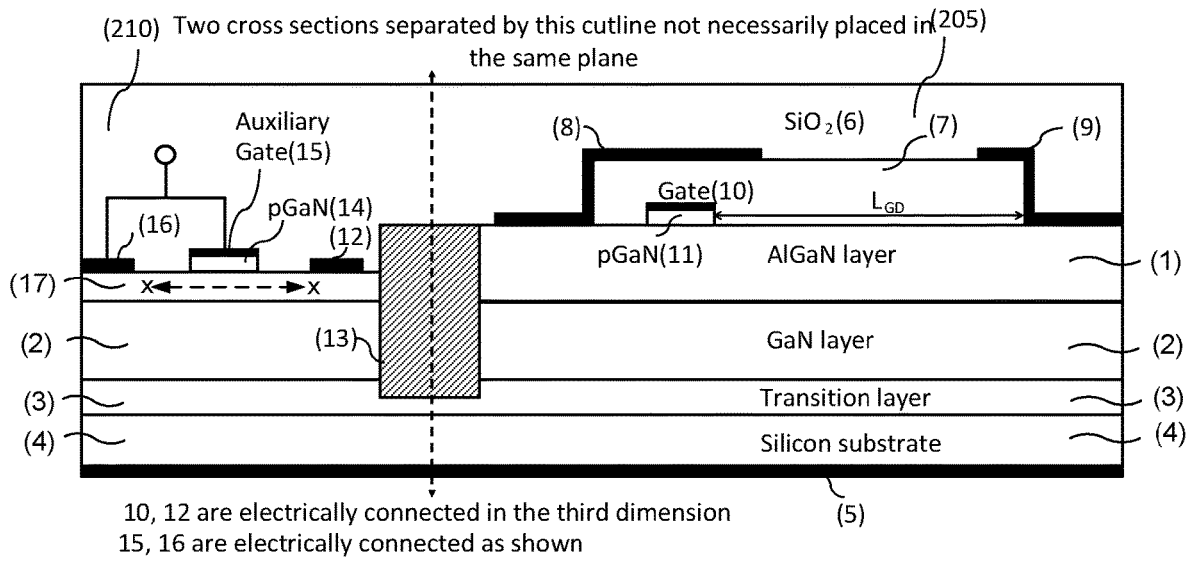 (210) Two cross sections separated by this cutline not necessarily placed in (205)
the same plane
Auxiliary
Gate(15)
(8)
SiO2(6)
(7)
(9)
pGaN(14)
Gate(10)
(16)
(12)
LGD
pGaN(11)
AlGaN layer
(1)
(17)
x
x
(2)
(13)
GaN layer
(2)
(3)
Transition layer
(3)
(4)
Silicon substrate
(4)
10, 12 are electrically connected in the third dimension
(5)
15, 16 are electrically connected as shown